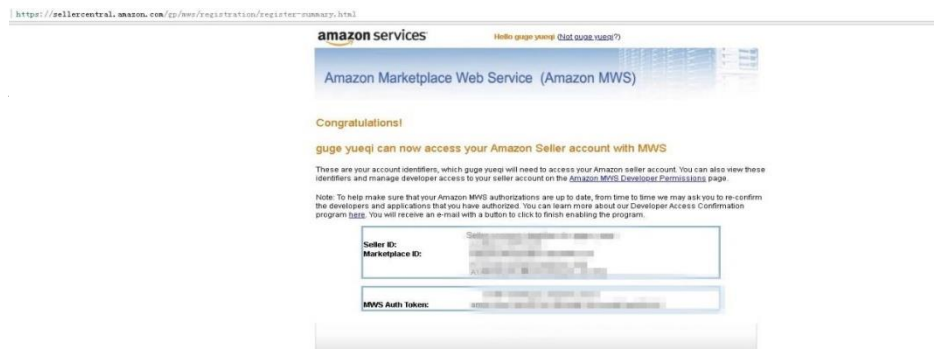 https://sellercentral.amazon.com/gp/mws/registration/register-summary.html
amazon services
Hello guge yueqi (Not guge yueqi?)
Amazon Marketplace Web Service (Amazon MWS)
Congratulations!
guge yueqi can now access your Amazon Seller account with MWS
These are your account identifiers, which guge yueqi will need to access your Amazon seller account. You can also view these
identifiers and manage developer access to your seller account on the Amazon MWS Developer Permissions page.
Note: To help make sure that your Amazon MWS authorizations are up to date, from time to time we may ask you to re-confirm
the developers and applications that you have authorized. You can learn more about our Developer Access Confirmation
program here. You will receive an e-mail with a button to click to finish enabling the program.
Seller ID:
Marketplace ID:
MWS Auth Token: